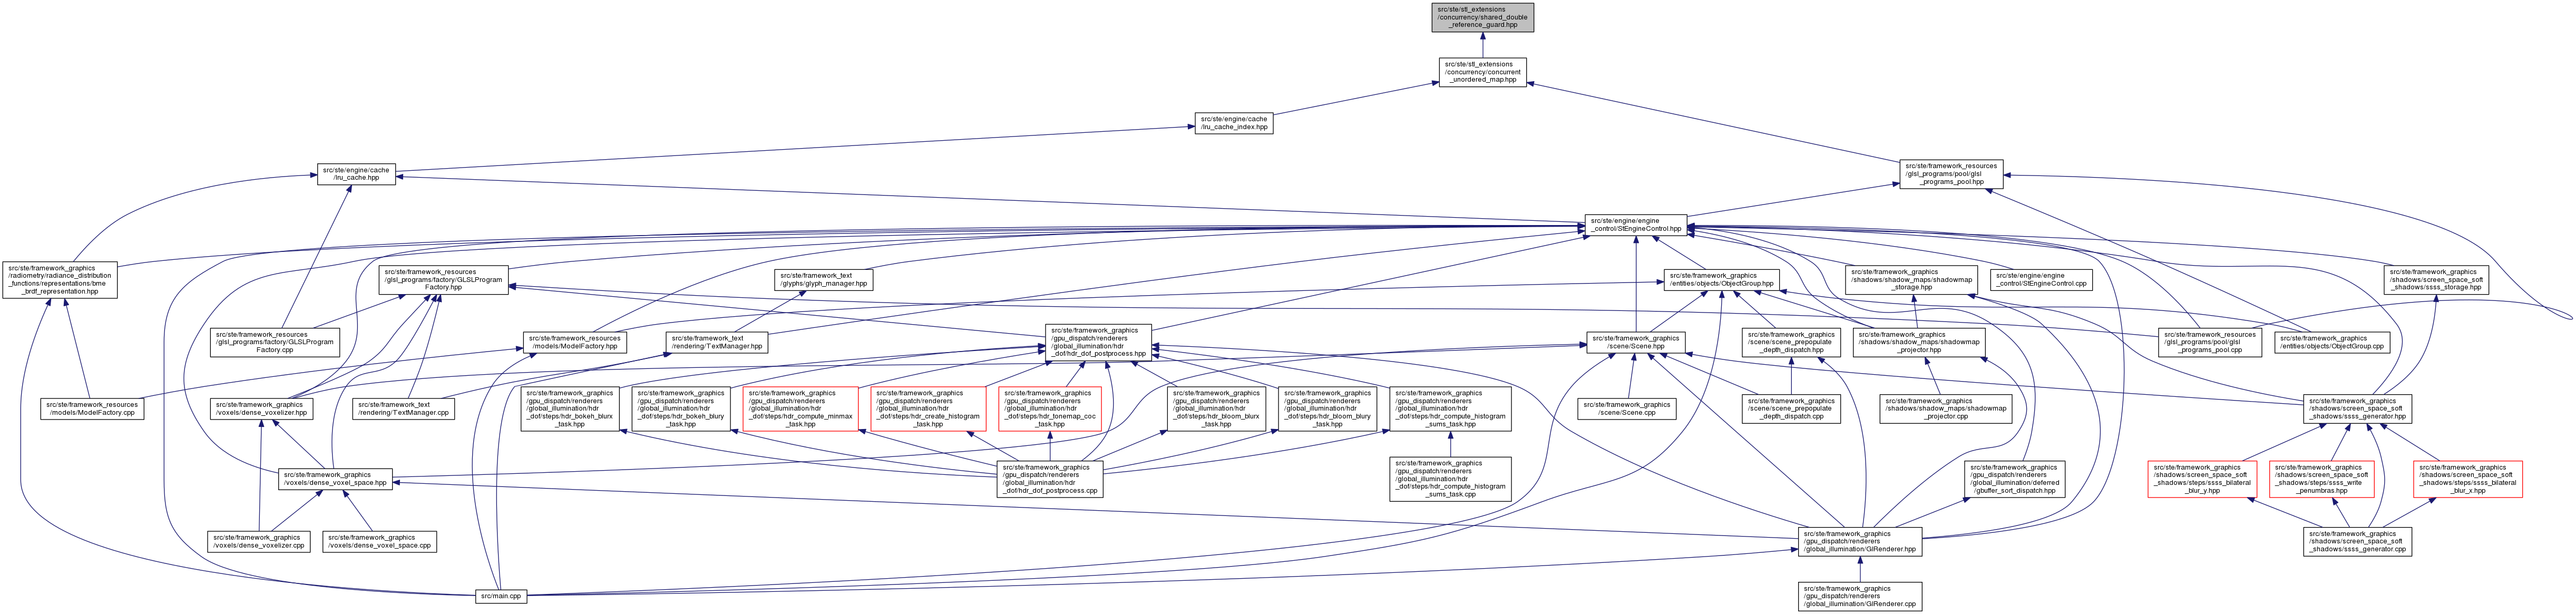 src/ste/stl_extensions
/concurrency/shared_double
_reference_guard.hpp
src/ste/stl_extensions
/concurrency/concurrent
_unordered_map.hpp
src/ste/engine/cache
/lru_cache_index.hpp
src/ste/engine/cache
/lru_cache.hpp
src/ste/framework_resources
/glsl_programs/pool/glsl
_programs_pool.hpp
src/ste/engine/engine
_control/StEngineControl.hpp
src/ste/framework_graphics
/radiometry/radiance_distribution
_functions/representations/bme
_brdf_representation.hpp
src/ste/framework_resources
/glsl_programs/factory/GLSLProgram
Factory.hpp
src/ste/framework_text
/glyphs/glyph_manager.hpp
src/ste/framework_graphics
/entities/objects/ObjectGroup.hpp
src/ste/framework_graphics
/shadows/shadow_maps/shadowmap
_storage.hpp
src/ste/engine/engine
_control/StEngineControl.cpp
src/ste/framework_graphics
/shadows/screen_space_soft
_shadows/ssss_storage.hpp
src/ste/framework_resources
/glsl_programs/factory/GLSLProgram
Factory.cpp
src/ste/framework_resources
/models/ModelFactory.hpp
src/ste/framework_text
/rendering/TextManager.hpp
src/ste/framework_graphics
/gpu_dispatch/renderers
/global_illumination/hdr
_dof/hdr_dof_postprocess.hpp
src/ste/framework_graphics
/scene/Scene.hpp
src/ste/framework_graphics
/scene/scene_prepopulate
_depth_dispatch.hpp
src/ste/framework_graphics
/shadows/shadow_maps/shadowmap
_projector.hpp
src/ste/framework_resources
/glsl_programs/pool/glsl
_programs_pool.cpp
src/ste/framework_graphics
/entities/objects/ObjectGroup.cpp
src/ste/framework_resources
/models/ModelFactory.cpp
src/ste/framework_graphics
/voxels/dense_voxelizer.hpp
src/ste/framework_text
/rendering/TextManager.cpp
src/ste/framework_graphics
/gpu_dispatch/renderers
/global_illumination/hdr
_dof/steps/hdr_bokeh_blurx
_task.hpp
src/ste/framework_graphics
/gpu_dispatch/renderers
/global_illumination/hdr
_dof/steps/hdr_bokeh_blury
_task.hpp
src/ste/framework_graphics
/gpu_dispatch/renderers
/global_illumination/hdr
_dof/steps/hdr_compute_minmax
_task.hpp
src/ste/framework_graphics
/gpu_dispatch/renderers
/global_illumination/hdr
_dof/steps/hdr_create_histogram
_task.hpp
src/ste/framework_graphics
/gpu_dispatch/renderers
/global_illumination/hdr
_dof/steps/hdr_tonemap_coc
_task.hpp
src/ste/framework_graphics
/gpu_dispatch/renderers
/global_illumination/hdr
_dof/steps/hdr_bloom_blurx
_task.hpp
src/ste/framework_graphics
/gpu_dispatch/renderers
/global_illumination/hdr
_dof/steps/hdr_bloom_blury
_task.hpp
src/ste/framework_graphics
/gpu_dispatch/renderers
/global_illumination/hdr
_dof/steps/hdr_compute_histogram
_sums_task.hpp
src/ste/framework_graphics
/scene/Scene.cpp
src/ste/framework_graphics
/scene/scene_prepopulate
_depth_dispatch.cpp
src/ste/framework_graphics
/shadows/shadow_maps/shadowmap
_projector.cpp
src/ste/framework_graphics
/shadows/screen_space_soft
_shadows/ssss_generator.hpp
src/ste/framework_graphics
/voxels/dense_voxel_space.hpp
src/ste/framework_graphics
/gpu_dispatch/renderers
/global_illumination/hdr
_dof/hdr_dof_postprocess.cpp
src/ste/framework_graphics
/gpu_dispatch/renderers
/global_illumination/hdr
_dof/steps/hdr_compute_histogram
_sums_task.cpp
src/ste/framework_graphics
/gpu_dispatch/renderers
/global_illumination/deferred
/gbuffer_sort_dispatch.hpp
src/ste/framework_graphics
/shadows/screen_space_soft
_shadows/steps/ssss_bilateral
_blur_y.hpp
src/ste/framework_graphics
/shadows/screen_space_soft
_shadows/steps/ssss_write
_penumbras.hpp
src/ste/framework_graphics
/shadows/screen_space_soft
_shadows/steps/ssss_bilateral
_blur_x.hpp
src/ste/framework_graphics
/voxels/dense_voxelizer.cpp
src/ste/framework_graphics
/voxels/dense_voxel_space.cpp
src/ste/framework_graphics
/gpu_dispatch/renderers
/global_illumination/GIRenderer.hpp
src/ste/framework_graphics
/shadows/screen_space_soft
_shadows/ssss_generator.cpp
src/main.cpp
src/ste/framework_graphics
/gpu_dispatch/renderers
/global_illumination/GIRenderer.cpp